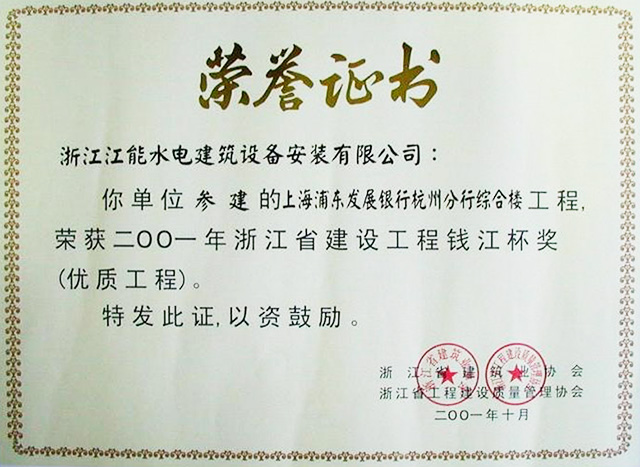 荣誉证书
浙江江能水电建筑设备安装有限公司：
你单位参建的上海浦东发展银行杭州分行综合楼工程,
荣获二OO一年浙江省建设工程钱江杯奖
(优质工程)。
特发此证,以资鼓励。
浙江省建筑业协会
浙江省工程建设质量管理协会
二OO一年十月